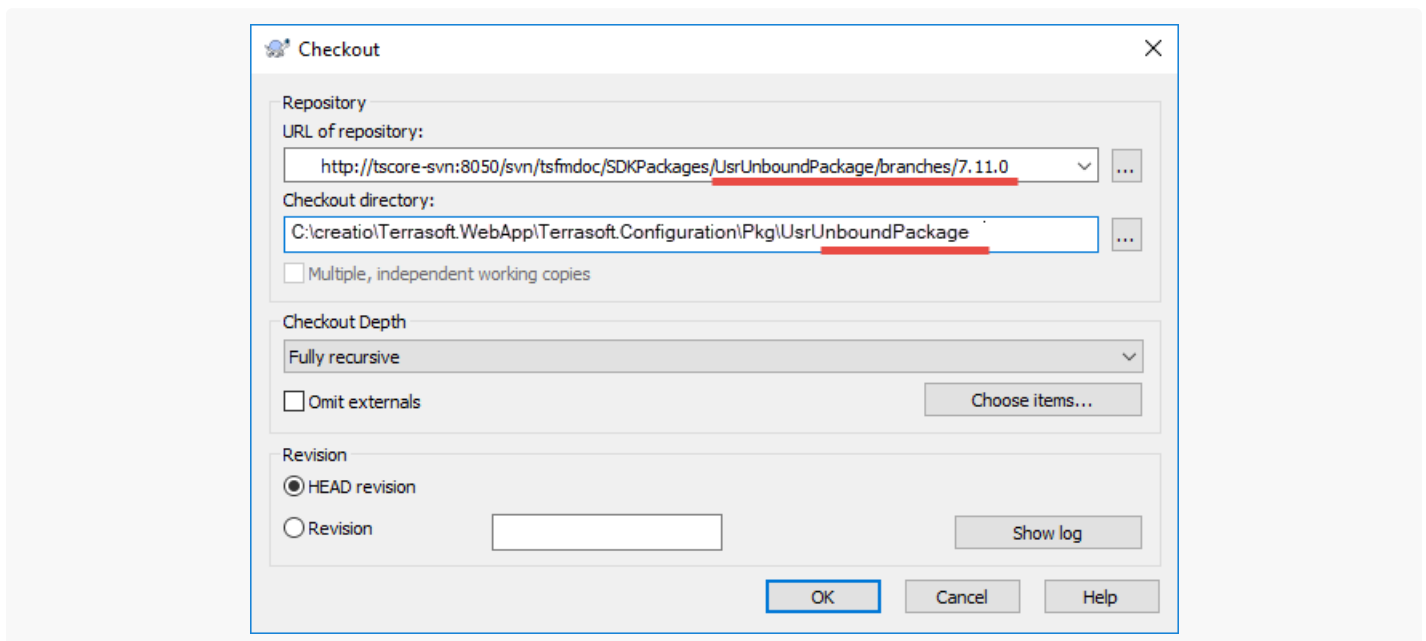 Checkout
Repository
URL of repository:
http://tscore-svn:8050/svn/tsfmdoc/SDKPackages/UsrUnboundPackage/branches/7.11.0
...
Checkout directory:
C:\creatio\Terrasoft.WebApp\Terrasoft.Configuration\Pkg\UsrUnboundPackage
...
Multiple, independent working copies
Checkout Depth
Fully recursive
Omit externals
Choose items...
Revision
HEAD revision
Revision
Show log
OK Cancel Help